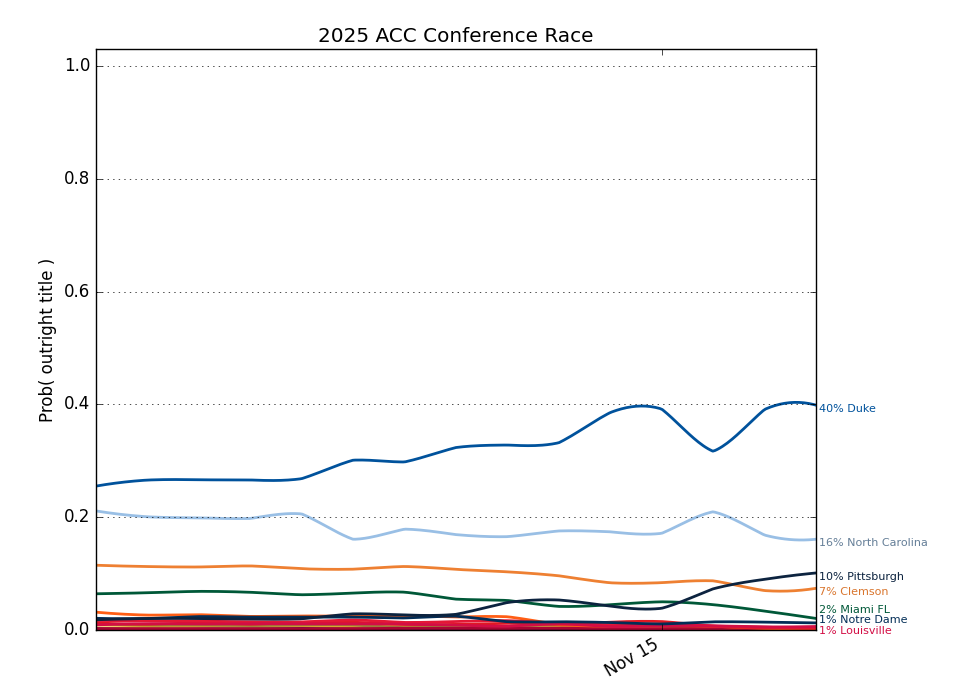 2025 ACC Conference Race
Prob( outright title )
1.0
0.8
0.6
0.4
0.2
0.0
Nov 15
40% Duke
16% North Carolina
10% Pittsburgh
7% Clemson
2% Miami FL
1% Notre Dame
1% Louisville